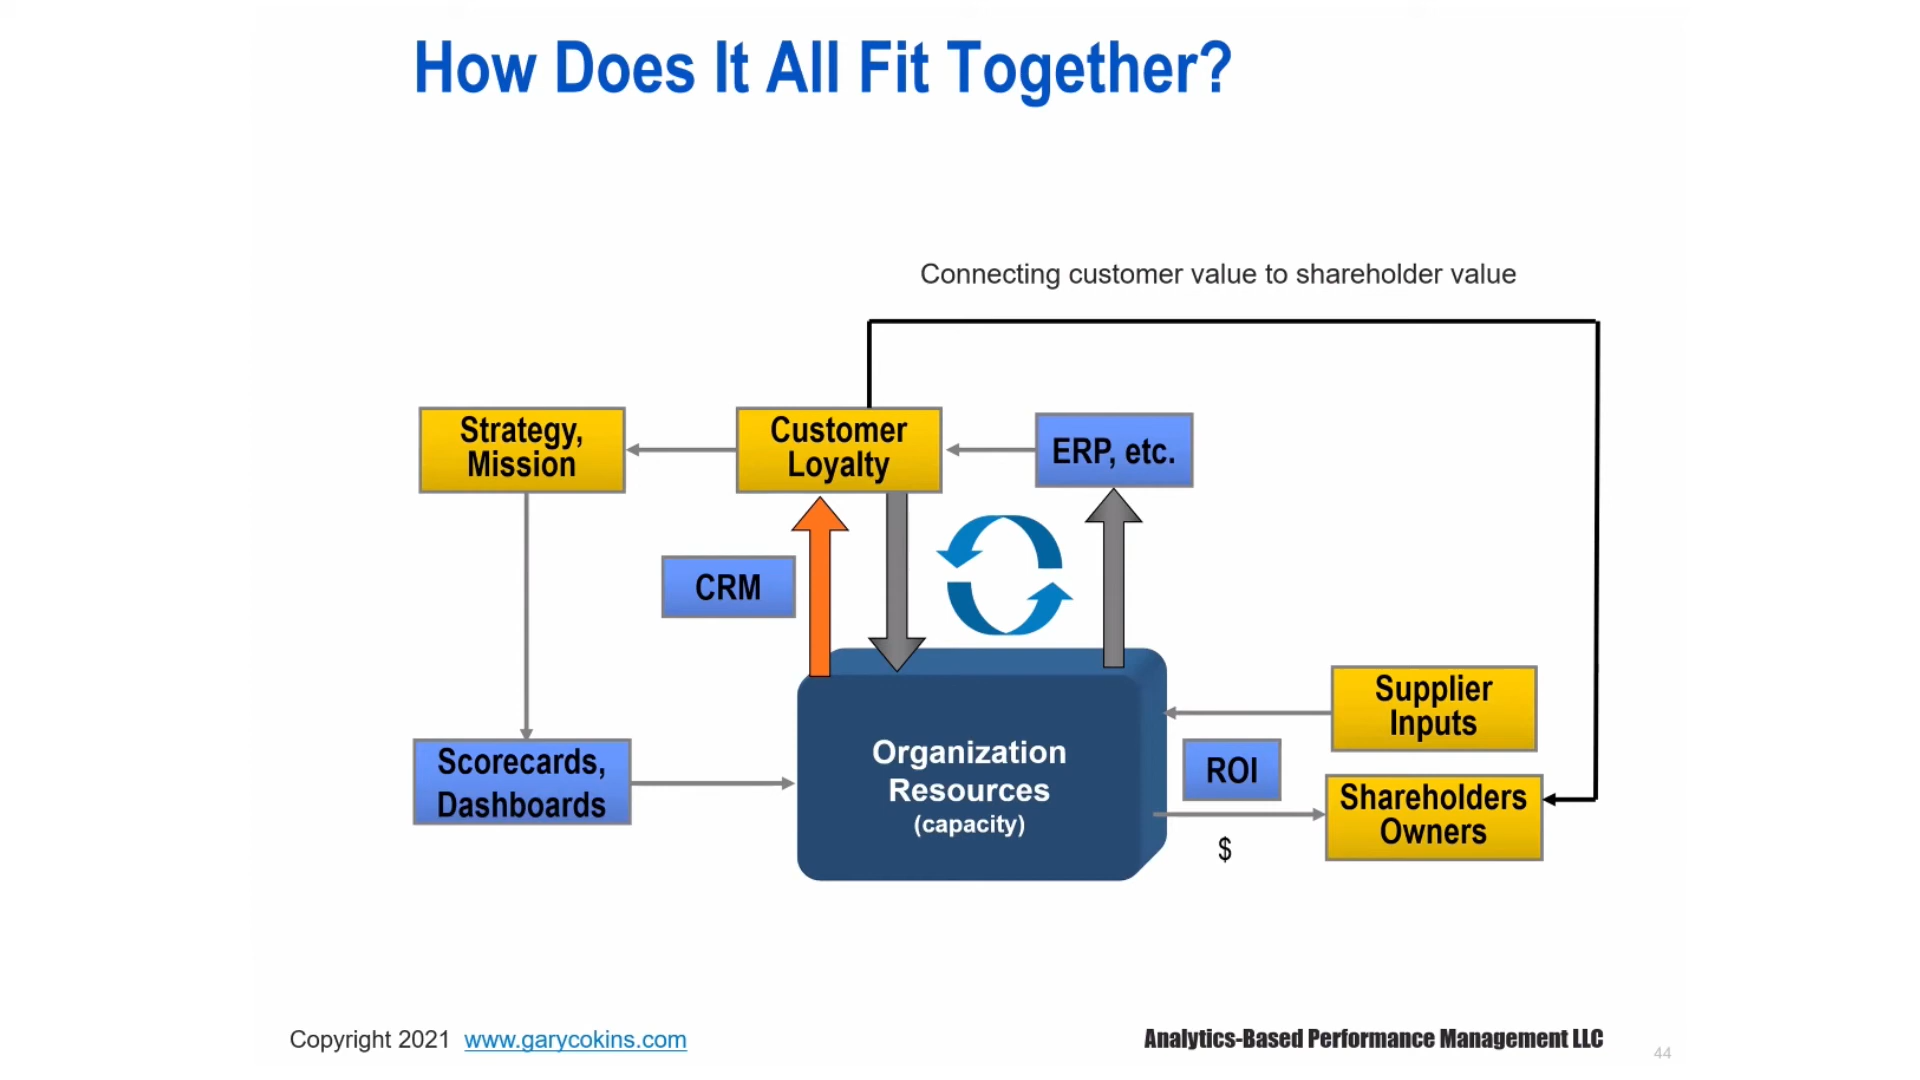 How Does It All Fit Together?
Connecting customer value to shareholder value
Strategy,
Mission
Customer
Loyalty
ERP, etc.
CRM
Scorecards,
Dashboards
Organization
Resources
(capacity)
Supplier
Inputs
ROI
$
Shareholders
Owners
Copyright 2021 www.garycokins.com
Analytics-Based Performance Management LLC
44